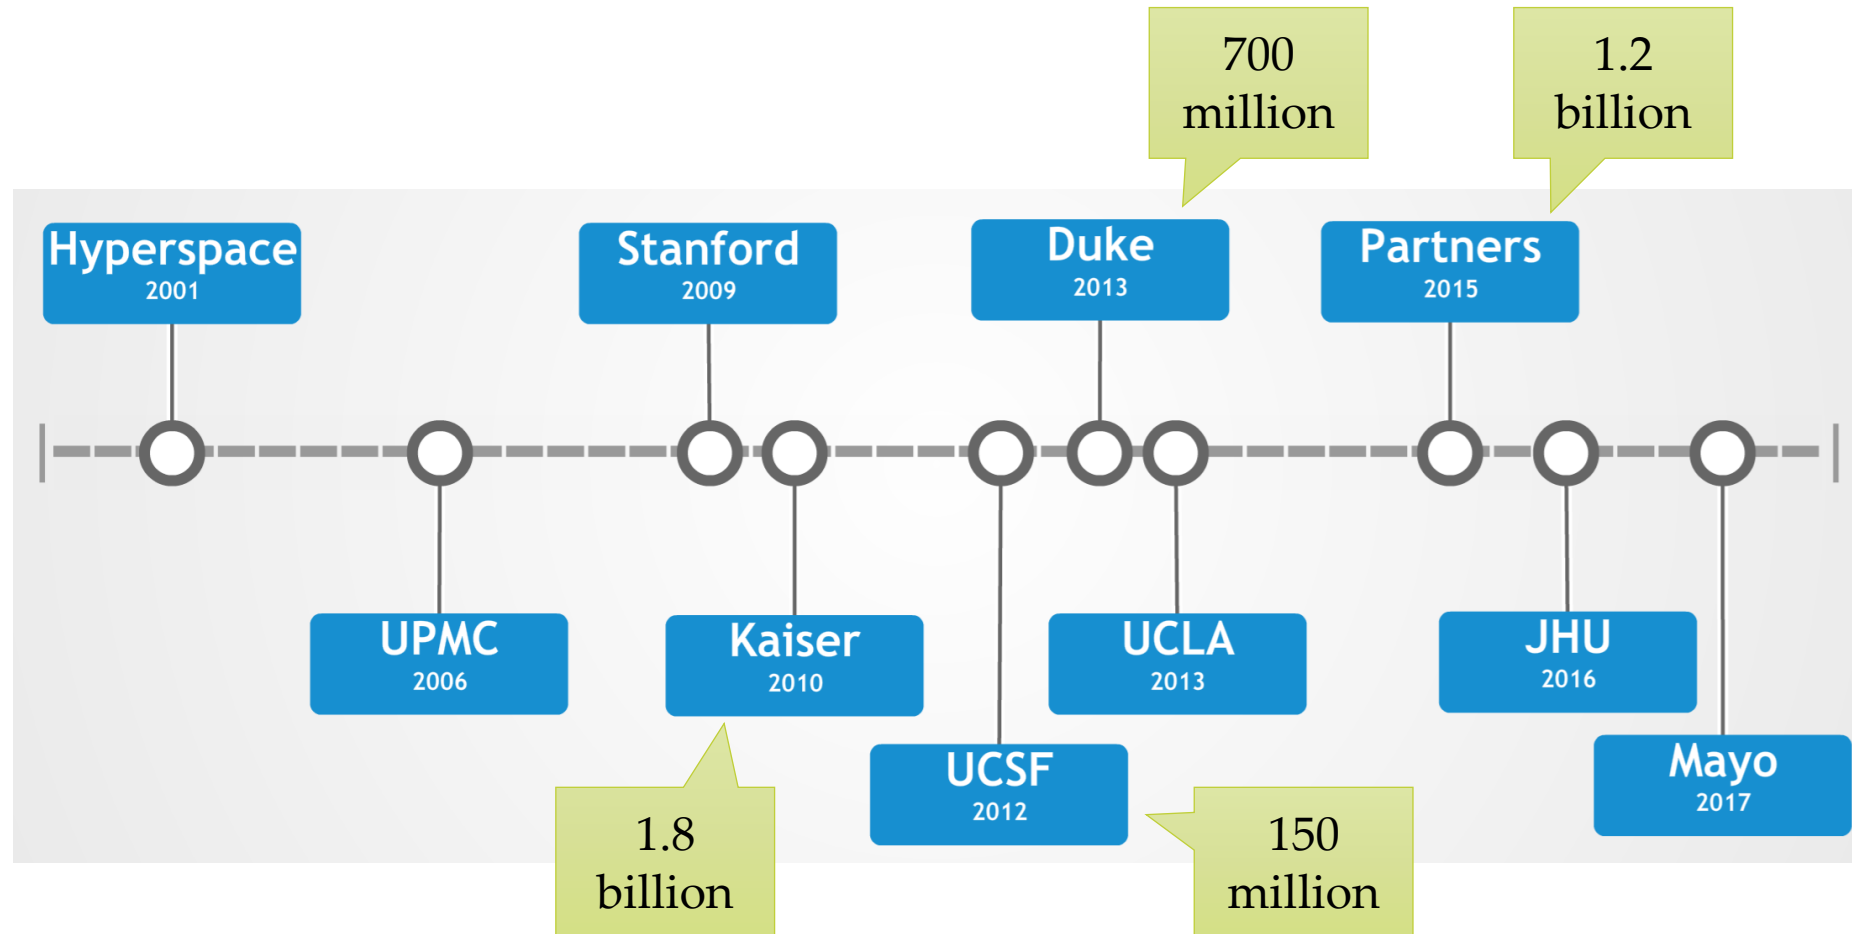 700
million
1.2
billion
Hyperspace
2001
Stanford
2009
Duke
2013
Partners
2015
UPMC
2006
Kaiser
2010
UCLA
2013
JHU
2016
UCSF
2012
Mayo
2017
1.8
billion
150
million